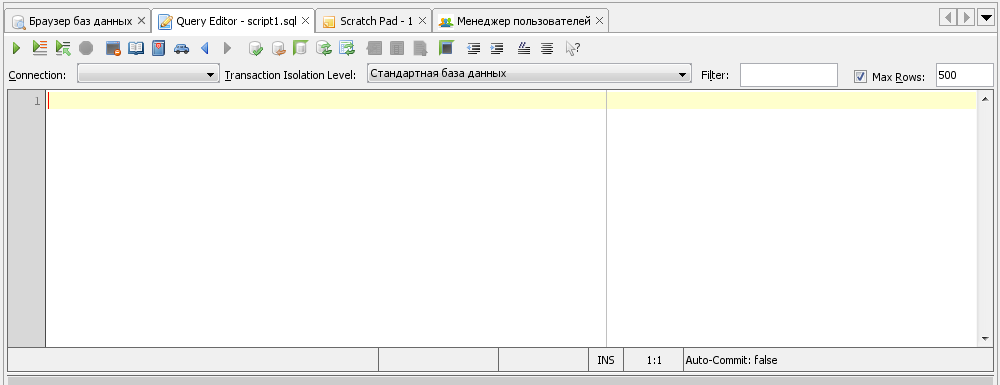 Браузер баз данных Query Editor - script1.sql Scratch Pad - 1 Менеджер пользователей
Connection: Transaction Isolation Level: Стандартная база данных Filter: Max Rows: 500
1
INS 1:1 Auto-Commit: false